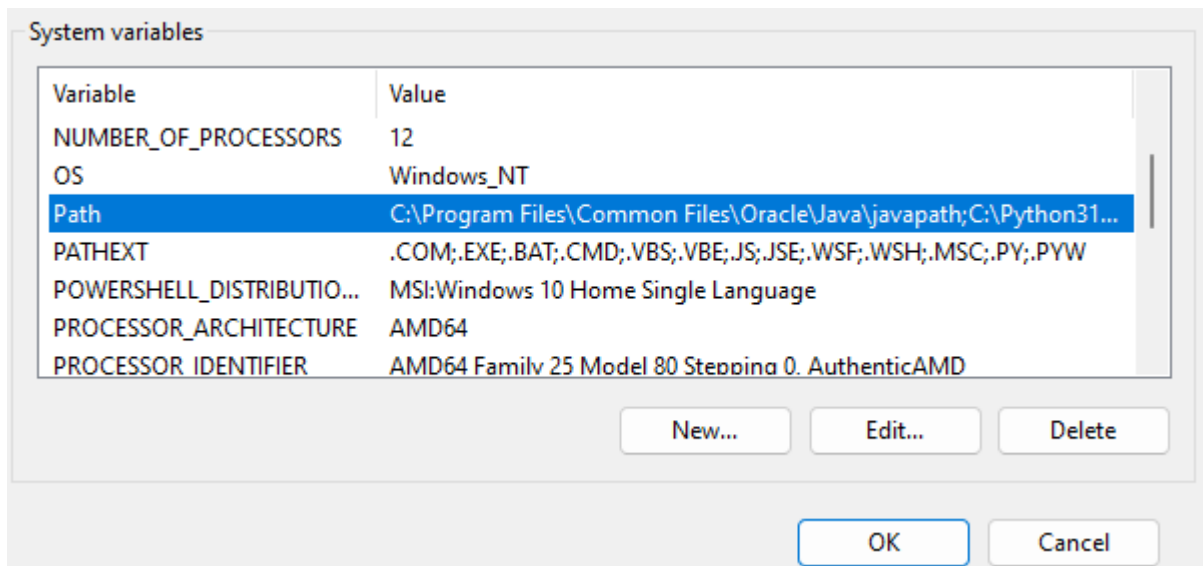 System variables
Variable Value
NUMBER_OF_PROCESSORS 12
OS Windows_NT
Path C:\Program Files\Common Files\Oracle\Java\javapath;C:\Python31...
PATHEXT .COM;.EXE;.BAT;.CMD;.VBS;.VBE;.JS;.JSE;.WSF;.WSH;.MSC;.PY;.PYW
POWERSHELL_DISTRIBUTIO... MSI:Windows 10 Home Single Language
PROCESSOR_ARCHITECTURE AMD64
PROCESSOR_IDENTIFIER AMD64 Family 25 Model 80 Stepping 0, AuthenticAMD
New... Edit... Delete
OK Cancel